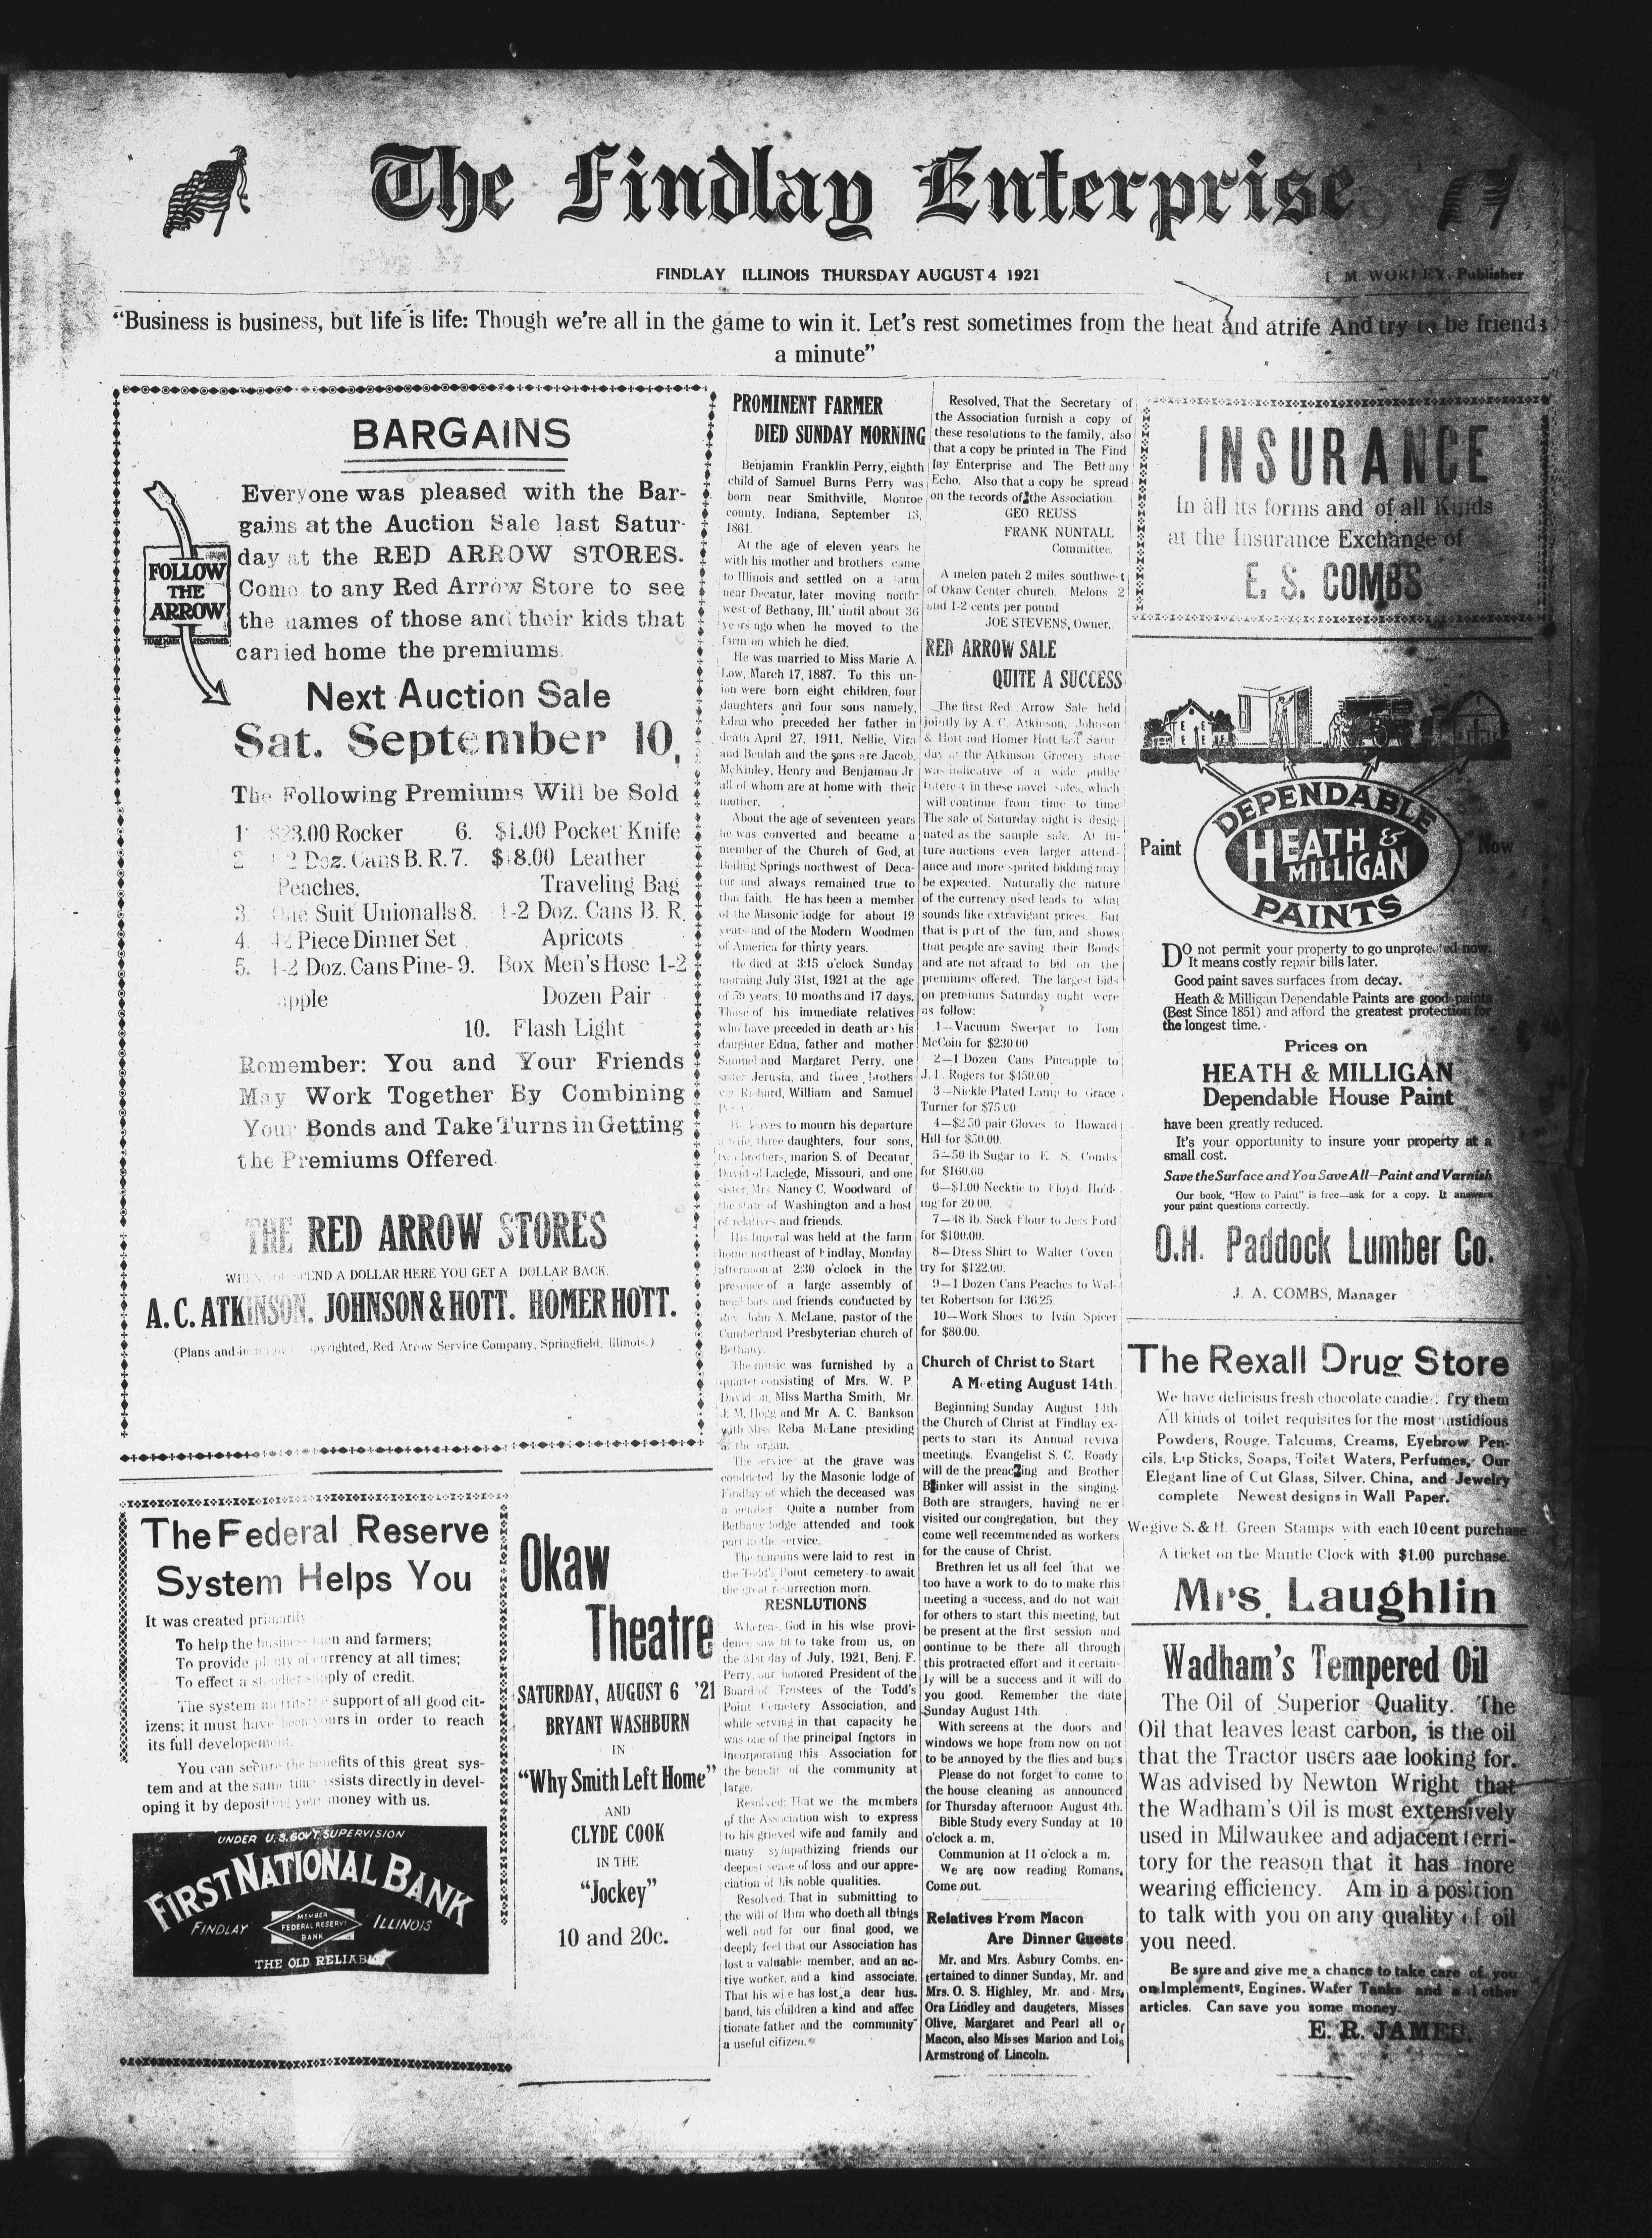 The Findlay Enterprise
FINDLAY ILLINOIS THURSDAY AUGUST 4 1921
M. WORLEY, Publisher
"Business is business, but life is life: Though we're all in the game to win it. Let's rest sometimes from the heat and atrife And try to be friends
a minute"
BARGAINS
Everyone was pleased with the Bar-
gains at the Auction Sale last Satur-
day at the RED ARROW STORES.
Come to any Red Arrow Store to see
the names of those and their kids that
carried home the premiums.
FOLLOW
THE
ARROW
TRADE MARK REGISTERED
Next Auction Sale
Sat. September 10,
The Following Premiums Will be Sold
1 $23.00 Rocker 6. $1.00 Pocket Knife
2 1-2 Doz. Cans B. R. 7. $18.00 Leather
Peaches. Traveling Bag
3. One Suit Unionalls 8. 1-2 Doz. Cans B. R.
4. 42 Piece Dinner Set Apricots
5. 1-2 Doz. Cans Pine- 9. Box Men's Hose 1-2
apple Dozen Pair
10. Flash Light
Remember: You and Your Friends
May Work Together By Combining
Your Bonds and Take Turns in Getting
the Premiums Offered.
THE RED ARROW STORES
WHEN YOU SPEND A DOLLAR HERE YOU GET A DOLLAR BACK.
A. C. ATKINSON. JOHNSON & HOTT. HOMER HOTT.
(Plans and copyrighted, Red Arrow Service Company, Springfield, Illinois.)
The Federal Reserve
System Helps You
It was created primarily
To help the business men and farmers;
To provide plenty of currency at all times;
To effect a steadier supply of credit.
The system merits the support of all good cit-
izens; it must have been yours in order to reach
its full developement.
You can secure the benefits of this great sys-
tem and at the same time assists directly in devel-
oping it by depositing your money with us.
UNDER U.S. GOV'T SUPERVISION
FIRST NATIONAL BANK
FINDLAY ILLINOIS
MEMBER
FEDERAL RESERVE
BANK
THE OLD RELIABLE
Okaw
Theatre
SATURDAY, AUGUST 6 '21
BRYANT WASHBURN
IN
"Why Smith Left Home"
AND
CLYDE COOK
IN THE
"Jockey"
10 and 20c.
PROMINENT FARMER
DIED SUNDAY MORNING
Benjamin Franklin Perry, eighth
child of Samuel Burns Perry was
born near Smithville, Monroe
county, Indiana, September 13,
1861.
At the age of eleven years he
with his mother and brothers came
to Illinois and settled on a farm
near Decatur, later moving north-
west of Bethany, Ill.' until about 36
years ago when he moved to the
farm on which he died.
He was married to Miss Marie A.
Low, March 17, 1887. To this un-
ion were born eight children, four
daughters and four sons namely,
Edna who preceded her father in
death April 27, 1911, Nellie, Vira
and Beulah and the sons are Jacob,
McKinley, Henry and Benjaman Jr
all of whom are at home with their
mother.
About the age of seventeen years
he was converted and became a
member of the Church of God, at
Boiling Springs northwest of Deca-
tur and always remained true to
that faith. He has been a member
of the Masonic lodge for about 19
years and of the Modern Woodmen
of America for thirty years.
He died at 3:15 o'clock Sunday
morning July 31st, 1921 at the age
of 59 years, 10 months and 17 days.
Those of his immediate relatives
who have preceded in death are his
daughter Edna, father and mother
Samuel and Margaret Perry, one
sister Jerusia, and three brothers
viz Richard, William and Samuel
He leaves to mourn his departure
a wife, three daughters, four sons,
two brothers, marion S. of Decatur,
David of Laclede, Missouri, and one
sister, Mrs. Nancy C. Woodward of
the state of Washington and a host
of relatives and friends.
His funeral was held at the farm
home northeast of Findlay, Monday
afternoon at 2:30 o'clock in the
presence of a large assembly of
neighbors and friends conducted by
Rev. John A. McLane, pastor of the
Cumberland Presbyterian church of
Bethany.
The music was furnished by a
quartet consisting of Mrs. W. P.
Davidson, MIss Martha Smith, Mr.
J. M. Hogg and Mr A. C. Bankson
with Miss Reba McLane presiding
at the organ.
The service at the grave was
conducted by the Masonic lodge of
Findlay of which the deceased was
a member Quite a number from
Bethany lodge attended and took
part in the service.
The remains were laid to rest in
the Todd's Point cemetery to await
the great resurrection morn.
RESNLUTIONS
Whereas, God in his wise provi-
dence saw fit to take from us, on
the 31st day of July, 1921, Benj. F.
Perry, our honored President of the
Board of Trustees of the Todd's
Point Cemetery Association, and
while serving in that capacity he
was one of the principal factors in
incorporating this Association for
the benefit of the community at
large.
Resolved: That we the members
of the Association wish to express
to his grieved wife and family and
many sympathizing friends our
deepest sense of loss and our appre-
ciation of his noble qualities.
Resolved, That in submitting to
the will of Him who doeth all things
well and for our final good, we
deeply feel that our Association has
lost a valuable member, and an ac-
tive worker, and a kind associate.
That his wi e has lost a dear hus-
band, his children a kind and affec
tionate father and the community
a useful citizen.
Resolved, That the Secretary of
the Association furnish a copy of
these resolutions to the family, also
that a copy be printed in The Find
lay Enterprise and The Bethany
Echo. Also that a copy be spread
on the records of the Association.
GEO REUSS
FRANK NUNTALL
Committee.
A melon patch 2 miles southwest
of Okaw Center church. Melons 2
and 1-2 cents per pound
JOE STEVENS, Owner.
RED ARROW SALE
QUITE A SUCCESS
The first Red Arrow Sale held
jointly by A. C. Atkinson, Johnson
& Hott and Homer Hott last Satur
day at the Atkinson Grocery store
was indicative of a wide public
interest in these novel sales, which
will continue from time to time
The sale of Saturday night is desig-
nated as the sample sale. At fu-
ture auctions even larger attend-
ance and more spirited bidding may
be expected. Naturally the nature
of the currency used leads to what
sounds like extravigant prices. But
that is part of the fun, and shows
that people are saving their Bonds
and are not afraid to bid on the
premiums offered. The largest bids
on premiums Saturday night were
as follow:
1—Vacuum Sweeper to Tom
McCoin for $230 00
2—1 Dozen Cans Pineapple to
J. I. Rogers for $450.00
3—Nickle Plated Lamp to Grace
Turner for $75 00.
4—$2 50 pair Gloves to Howard
Hill for $50.00.
5—50 lb Sugar to E. S. Combs
for $160.00
6—$1.00 Necktie to Floyd Hold-
ing for 20 00.
7—48 lb. Sack Flour to Jess Ford
for $100.00.
8—Dress Shirt to Walter Coven
try for $122.00.
9—1 Dozen Cans Peaches to Wal-
ter Robertson for 136.25
10—Work Shoes to Ivan Spicer
for $80.00.
Church of Christ to Start
A Meeting August 14th.
Beginning Sunday August 14th
the Church of Christ at Findlay ex-
pects to start its Annual reviva
meetings. Evangelist S. C. Roady
will de the preaching and Brother
Blinker will assist in the singing.
Both are strangers, having ne er
visited our congregation, but they
come well recommended as workers
for the cause of Christ.
Brethren let us all feel that we
too have a work to do to make rhis
meeting a success, and do not wait
for others to start this meeting, but
be present at the first session and
oontinue to be there all through
this protracted effort and it certain-
ly will be a success and it will do
you good. Remember the date
Sunday August 14th.
With screens at the doors and
windows we hope from now on not
to be annoyed by the flies and bugs
Please do not forget to come to
the house cleaning as announced
for Thursday afternoon August 4th.
Bible Study every Sunday at 10
o'clock a. m.
Communion at 11 o'clock a m.
We are now reading Romans.
Come out.
Relatives From Macon
Are Dinner Guests
Mr. and Mrs. Asbury Combs, en-
tertained to dinner Sunday, Mr. and
Mrs. O. S. Highley, Mr. and Mrs.
Ora Lindley and daugeters, Misses
Olive, Margaret and Pearl all of
Macon, also Misses Marion and Lois
Armstrong of Lincoln.
INSURANCE
In all its forms and of all Kinds
at the Insurance Exchange of
E. S. COMBS
Paint Now
DEPENDABLE
HEATH &
MILLIGAN
PAINTS
Do not permit your property to go unprotected now.
It means costly repair bills later.
Good paint saves surfaces from decay.
Heath & Milligan Dependable Paints are good paints
(Best Since 1851) and afford the greatest protection for
the longest time.
Prices on
HEATH & MILLIGAN
Dependable House Paint
have been greatly reduced.
It's your opportunity to insure your property at a
small cost.
Save the Surface and You Save All—Paint and Varnish
Our book, "How to Paint" is free—ask for a copy. It answers
your paint questions correctly.
O.H. Paddock Lumber Co.
J. A. COMBS, Manager
The Rexall Drug Store
We have delicisus fresh chocolate candies. Try them
All kinds of toilet requisites for the most fastidious
Powders, Rouge. Talcums, Creams, Eyebrow Pen-
cils, Lip Sticks, Soaps, Toilet Waters, Perfumes, Our
Elegant line of Cut Glass, Silver, China, and Jewelry
complete Newest designs in Wall Paper.
We give S. & H. Green Stamps with each 10 cent purchase
A ticket on the Mantle Clock with $1.00 purchase.
Mrs. Laughlin
Wadham's Tempered Oil
The Oil of Superior Quality. The
Oil that leaves least carbon, is the oil
that the Tractor users aae looking for.
Was advised by Newton Wright that
the Wadham's Oil is most extensively
used in Milwaukee and adjacent terri-
tory for the reason that it has more
wearing efficiency. Am in a position
to talk with you on any quality of oil
you need.
Be sure and give me a chance to take care of you
on Implements, Engines, Water Tanks and all other
articles. Can save you some money.
E. R. JAMES